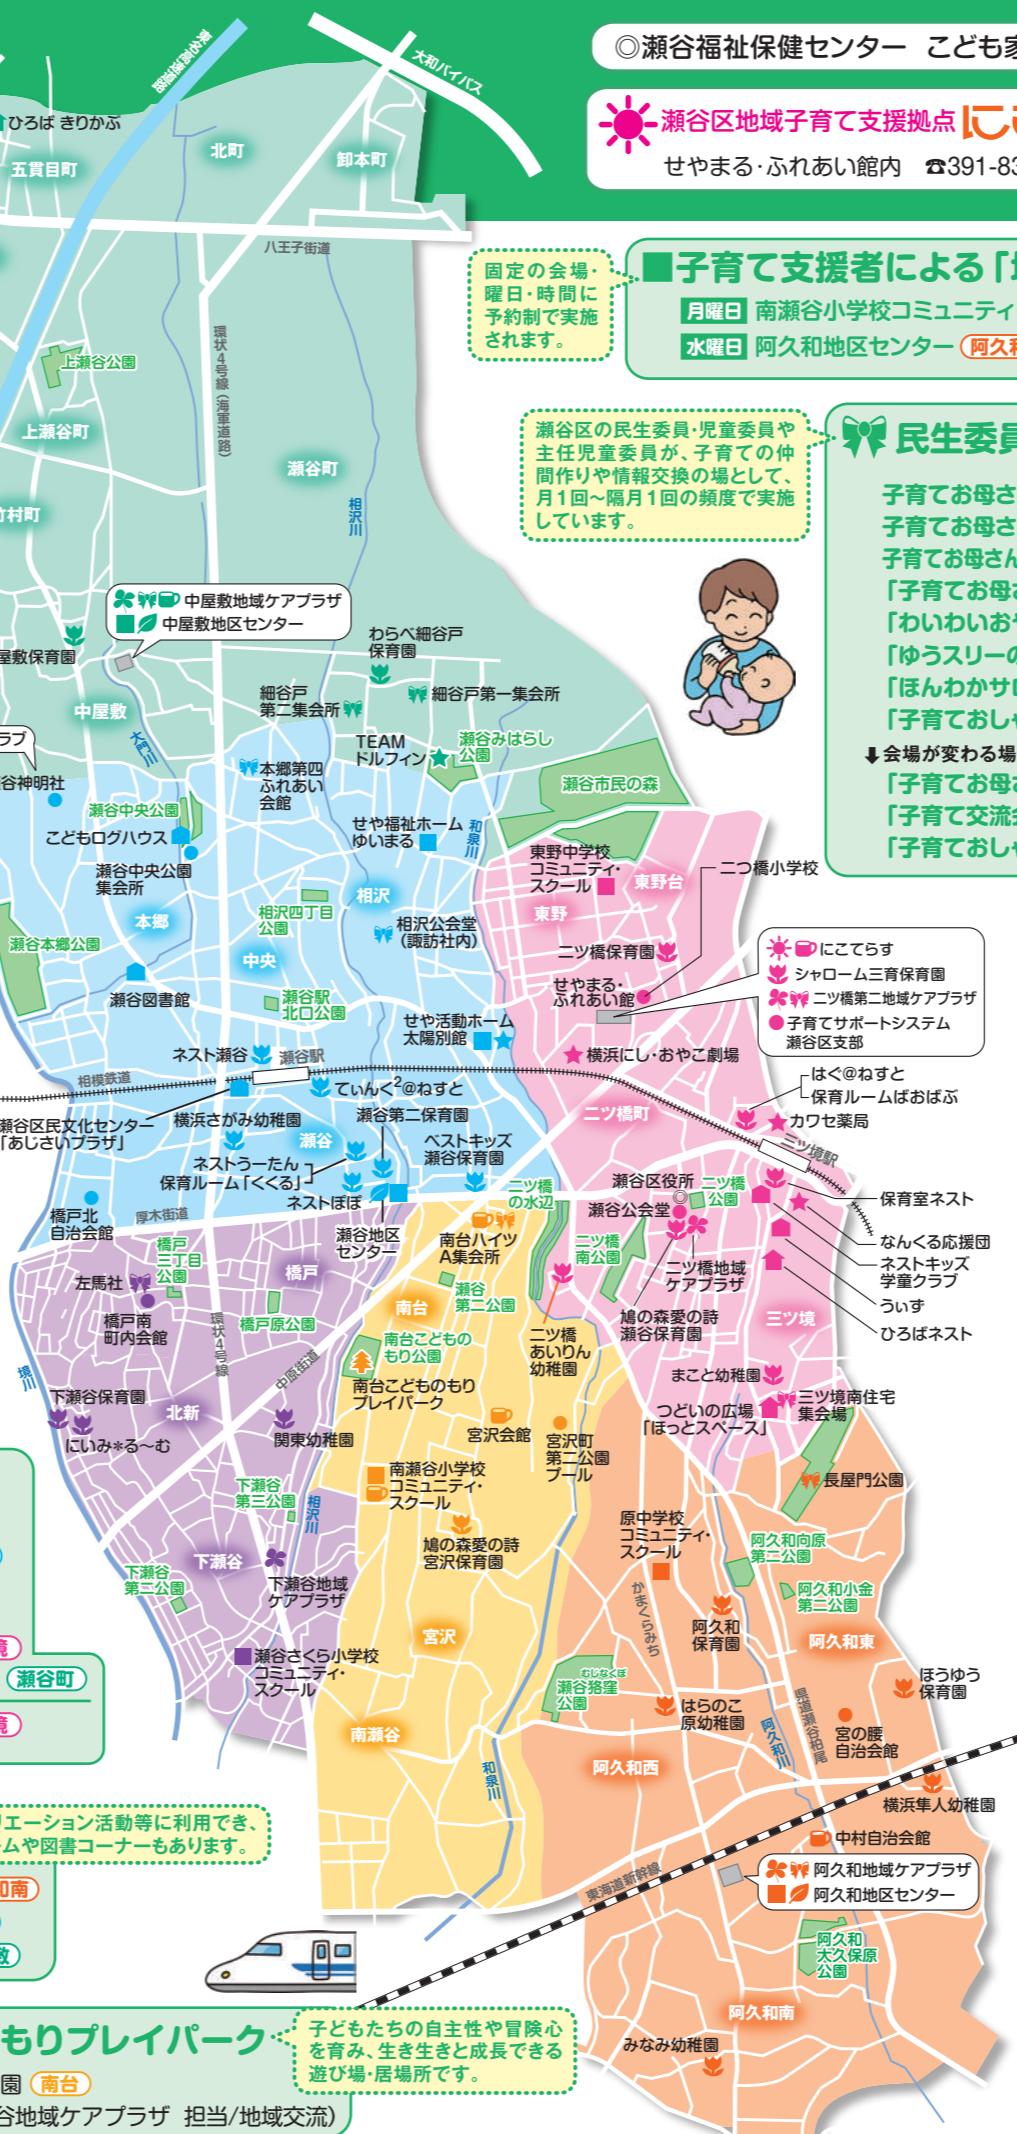 東名高速道路
大和バイパス
◎瀬谷福祉保健センター こども家
瀬谷区地域子育て支援拠点 にこ
せやまる・ふれあい館内 ☎391-83
ひろば きりかぶ
五貫目町
北町
卸本町
八王子街道
固定の会場・
曜日・時間に
予約制で実施
されます。
■子育て支援者による「
月曜日 南瀬谷小学校コミュニティ
水曜日 阿久和地区センター 阿久和
環状4号線(海軍道路)
上瀬谷公園
上瀬谷町
瀬谷町
竹村町
相沢川
瀬谷区の民生委員・児童委員や
主任児童委員が、子育ての仲
間作りや情報交換の場として、
月1回〜隔月1回の頻度で実施
しています。
民生委員
子育てお母さ
子育てお母さ
子育てお母さん
「子育てお母さ
「わいわいおや
「ゆうスリーの
「ほんわかサロ
「子育ておしゃ
⬇会場が変わる場
「子育てお母さ
「子育て交流会
「子育ておしゃ
中屋敷地域ケアプラザ
中屋敷地区センター
屋敷保育園
わらべ細谷戸
保育園
細谷戸
第二集会所
細谷戸第一集会所
中屋敷
大門川
ラブ
谷神明社
TEAM
ドルフィン
瀬谷みはらし
公園
本郷第四
ふれあい
会館
瀬谷市民の森
瀬谷中央公園
こどもログハウス
瀬谷中央公園
集会所
せや福祉ホーム
ゆいまる
和泉川
東野中学校
コミュニティ・
スクール
東野台
二つ橋小学校
相沢
東野
本郷
相沢四丁目
公園
相沢公会堂
(諏訪社内)
瀬谷本郷公園
中央
二ツ橋保育園
にこてらす
シャローム三育保育園
二ツ橋第二地域ケアプラザ
子育てサポートシステム
瀬谷区支部
瀬谷図書館
瀬谷駅
北口公園
せやまる・
ふれあい館
せや活動ホーム
太陽別館
ネスト瀬谷
瀬谷駅
横浜にし・おやこ劇場
相模鉄道
てぃんく²@ねすと
はぐ@ねすと
保育ルームぱおばぶ
瀬谷区民文化センター
「あじさいプラザ」
横浜さがみ幼稚園
瀬谷第二保育園
二ツ橋町
カワセ薬局
瀬谷
ベストキッズ
瀬谷保育園
三ツ境駅
ネストうーたん
保育ルーム「くくる」
ネストぽぽ
二ツ橋
の水辺
瀬谷区役所
二ツ橋
公園
保育室ネスト
橋戸北
自治会館
厚木街道
瀬谷地区
センター
南台ハイツ
A集会所
瀬谷公会堂
なんくる応援団
橋戸
三丁目
公園
橋戸
二ツ橋
南公園
二ツ橋地域
ケアプラザ
ネストキッズ
学童クラブ
左馬社
瀬谷
第二公園
うぃず
橋戸南
町内会館
環状4号線
橋戸原公園
南台
鳩の森愛の詩
瀬谷保育園
三ツ境
ひろばネスト
南台こどもの
もり公園
二ツ橋
あいりん
幼稚園
境川
中原街道
南台こどものもり
プレイパーク
まこと幼稚園
下瀬谷保育園
北新
つどいの広場
「ほっとスペース」
三ツ境南住宅
集会場
にいみ*る〜む
関東幼稚園
宮沢会館
宮沢町
第二公園
プール
南瀬谷小学校
コミュニティ・
スクール
長屋門公園
下瀬谷
第三公園
相沢川
原中学校
コミュニティ・
スクール
鳩の森愛の詩
宮沢保育園
阿久和向原
第二公園
下瀬谷
下瀬谷
第二公園
下瀬谷地域
ケアプラザ
かまくらみち
阿久和小金
第二公園
宮沢
阿久和
保育園
阿久和東
瀬谷さくら小学校
コミュニティ・
スクール
むじなくぼ
瀬谷狢窪
公園
ほうゆう
保育園
境
瀬谷町
境
南瀬谷
はらのこ
原幼稚園
県道瀬谷柏尾
宮の腰
自治会館
阿久和川
和泉川
阿久和西
横浜隼人幼稚園
リエーション活動等に利用でき、
ームや図書コーナーもあります。
中村自治会館
和南
敷
東海道新幹線
阿久和地域ケアプラザ
阿久和地区センター
阿久和
大久保原
公園
阿久和南
みなみ幼稚園
もりプレイパーク
子どもたちの自主性や冒険心
を育み、生き生きと成長できる
遊び場・居場所です。
園 南台
谷地域ケアプラザ 担当/地域交流)